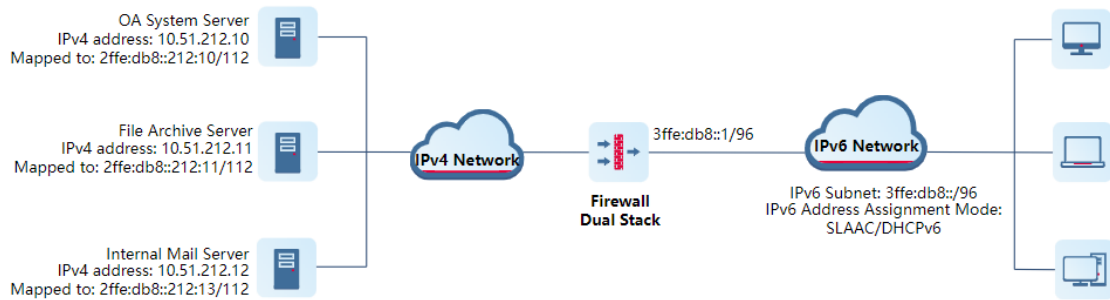 OA System Server
IPv4 address: 10.51.212.10
Mapped to: 2ffe:db8::212:10/112
File Archive Server
IPv4 address: 10.51.212.11
Mapped to: 2ffe:db8::212:11/112
Internal Mail Server
IPv4 address: 10.51.212.12
Mapped to: 2ffe:db8::212:13/112
IPv4 Network
3ffe:db8::1/96
Firewall
Dual Stack
IPv6 Network
IPv6 Subnet: 3ffe:db8::/96
IPv6 Address Assignment Mode:
SLAAC/DHCPv6